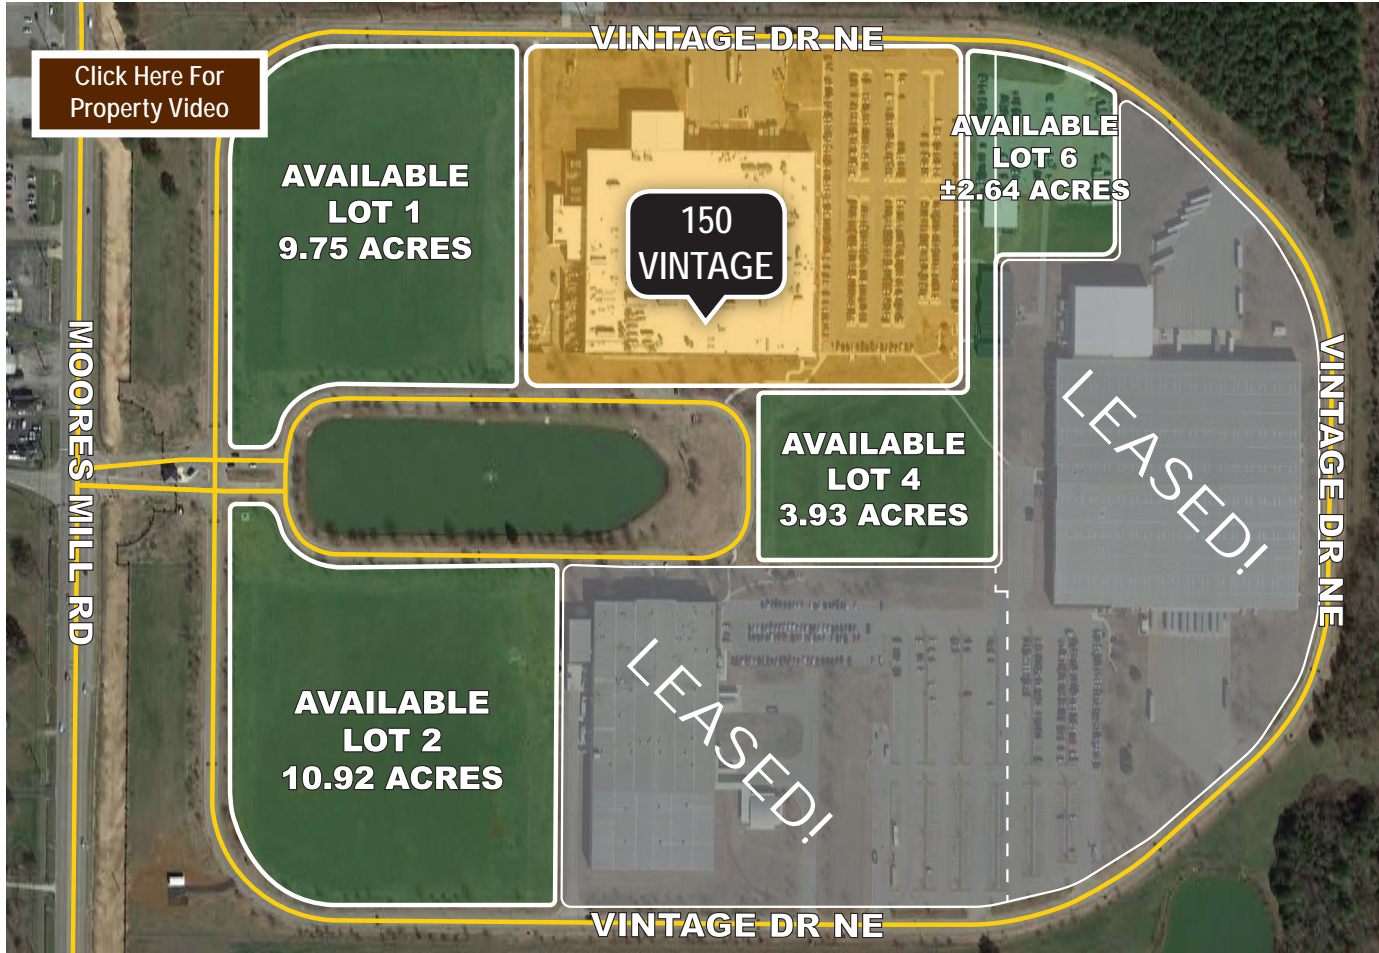 VINTAGE DR NE
Click Here For
Property Video
AVAILABLE
LOT 1
9.75 ACRES
150
VINTAGE
AVAILABLE
LOT 6
±2.64 ACRES
MOORES MILL RD
VINTAGE DR NE
LEASED!
AVAILABLE
LOT 4
3.93 ACRES
AVAILABLE
LOT 2
10.92 ACRES
LEASED!
VINTAGE DR NE